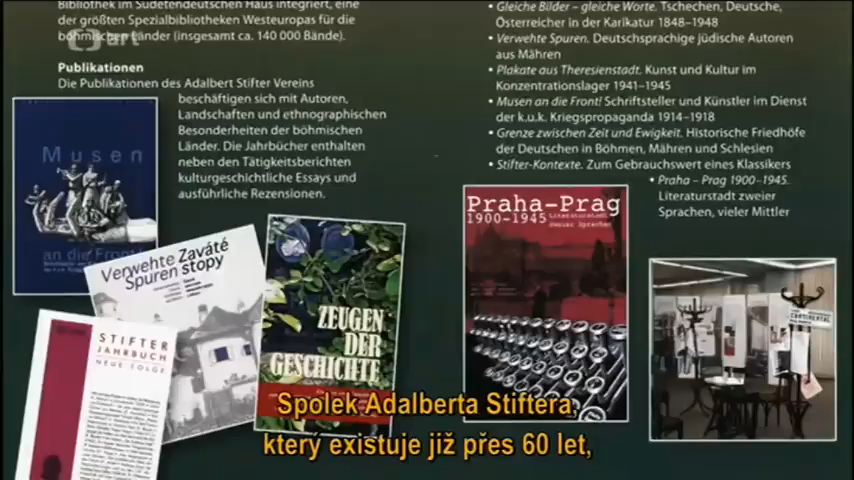 Bibliothek im Sudetendeutschen Haus integriert, eine
der größten Spezialbibliotheken Westeuropas für die
böhmischen Länder (insgesamt ca. 140 000 Bände).
art
Publikationen
Die Publikationen des Adalbert Stifter Vereins
beschäftigen sich mit Autoren,
Landschaften und ethnographischen
Besonderheiten der böhmischen
Länder. Die Jahrbücher enthalten
neben den Tätigkeitsberichten
kulturgeschichtliche Essays und
ausführliche Rezensionen.
Musen
an die Front!
Verwehte Zaváté
Spuren stopy
STIFTER
JAHRBUCH
NEUE FOLGE
ZEUGEN
DER
GESCHICHTE
• Gleiche Bilder – gleiche Worte. Tschechen, Deutsche,
Österreicher in der Karikatur 1848–1948
• Verwehte Spuren. Deutschsprachige jüdische Autoren
aus Mähren
• Plakate aus Theresienstadt. Kunst und Kultur im
Konzentrationslager 1941–1945
• Musen an die Front! Schriftsteller und Künstler im Dienst
der k.u.k. Kriegspropaganda 1914–1918
• Grenze zwischen Zeit und Ewigkeit. Historische Friedhöfe
der Deutschen in Böhmen, Mähren und Schlesien
• Stifter-Kontexte. Zum Gebrauchswert eines Klassikers
• Praha – Prag 1900–1945.
Literaturstadt zweier
Sprachen, vieler Mittler
Praha–Prag
1900–1945 Literaturstadt
zweier Sprachen
CONTINENTAL
Spolek Adalberta Stiftera,
který existuje již přes 60 let,